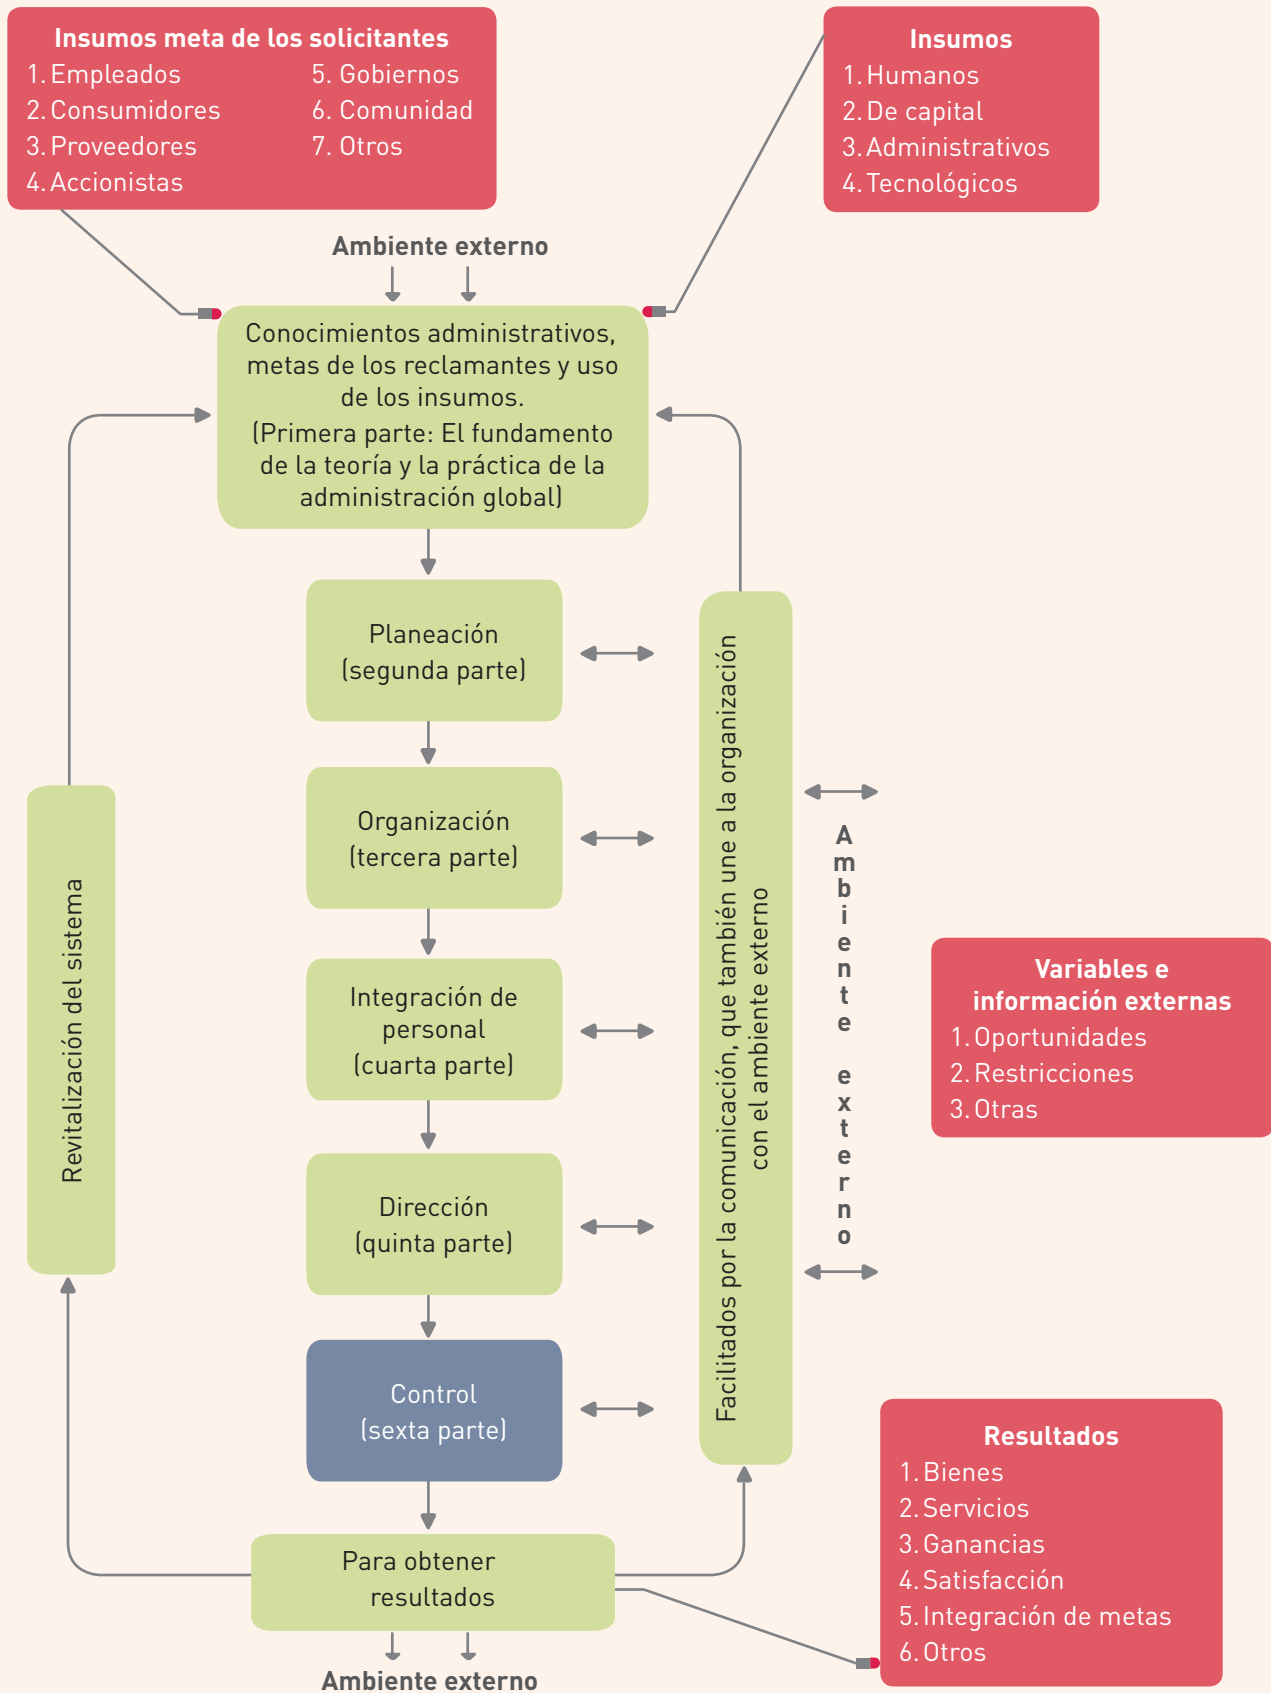 Insumos meta de los solicitantes
1. Empleados
2. Consumidores
3. Proveedores
4. Accionistas
5. Gobiernos
6. Comunidad
7. Otros
Insumos
1. Humanos
2. De capital
3. Administrativos
4. Tecnológicos
Ambiente externo
Conocimientos administrativos,
metas de los reclamantes y uso
de los insumos.
(Primera parte: El fundamento
de la teoría y la práctica de la
administración global)
Planeación
(segunda parte)
Organización
(tercera parte)
Integración de
personal
(cuarta parte)
Dirección
(quinta parte)
Control
(sexta parte)
Para obtener
resultados
Ambiente externo
Revitalización del sistema
Facilitados por la comunicación, que también une a la organización
con el ambiente externo
Ambiente externo
Variables e
información externas
1. Oportunidades
2. Restricciones
3. Otras
Resultados
1. Bienes
2. Servicios
3. Ganancias
4. Satisfacción
5. Integración de metas
6. Otros